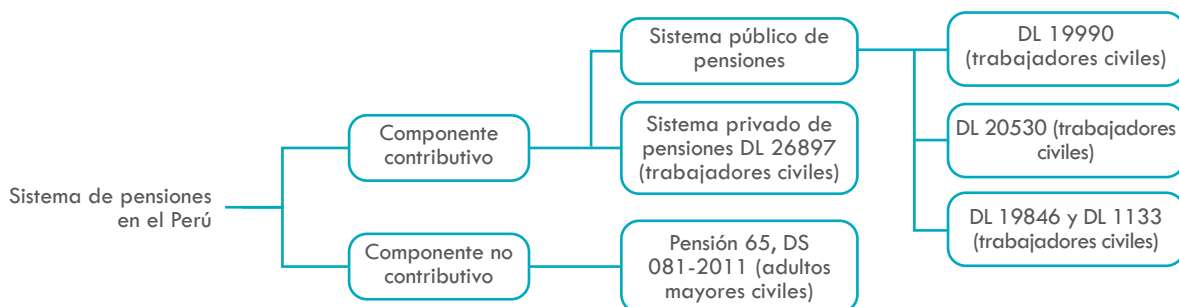 Sistema de pensiones
en el Perú
Componente
contributivo
Componente no
contributivo
Sistema público de
pensiones
Sistema privado de
pensiones DL 26897
(trabajadores civiles)
Pensión 65, DS
081-2011 (adultos
mayores civiles)
DL 19990
(trabajadores civiles)
DL 20530 (trabajadores
civiles)
DL 19846 y DL 1133
(trabajadores civiles)